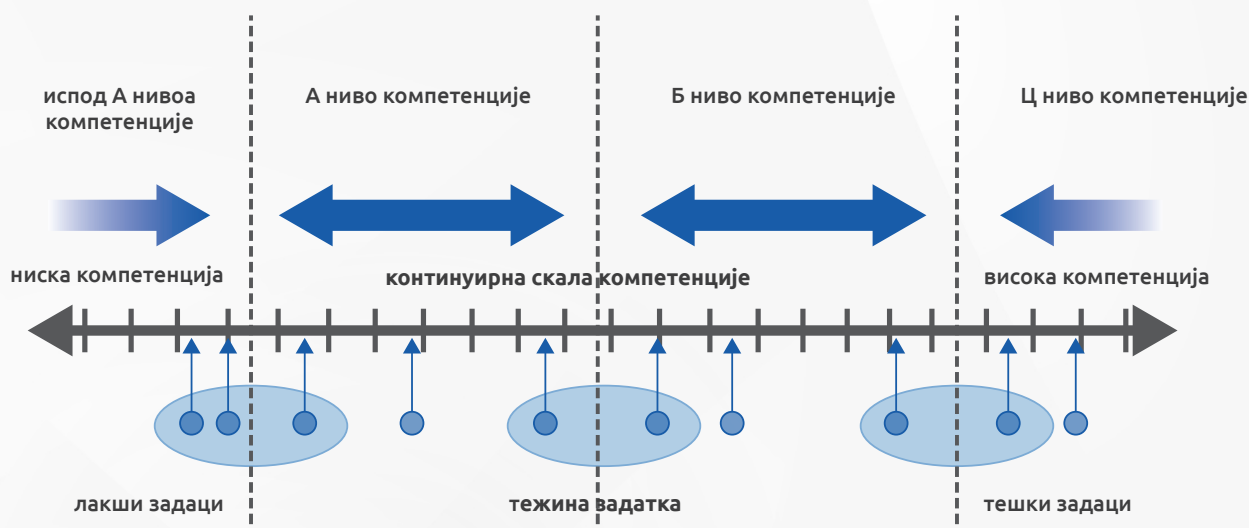 испод А нивоа
компетенције
А ниво компетенције
Б ниво компетенције
Ц ниво компетенције
ниска компетенција
континуирна скала компетенције
висока компетенција
лакши задаци
тежина задатка
тешки задаци